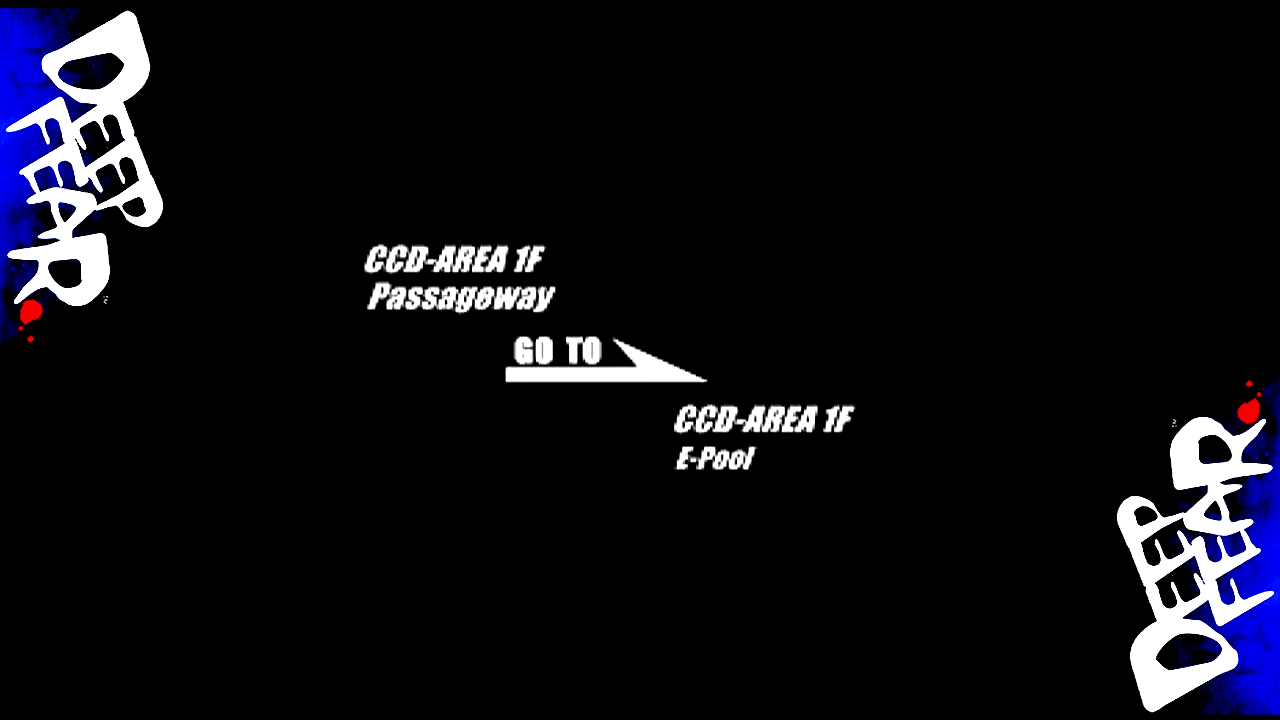 DEEP
FEAR
CCD-AREA 1F
Passageway
GO TO
CCD-AREA 1F
E-Pool
DEEP
FEAR